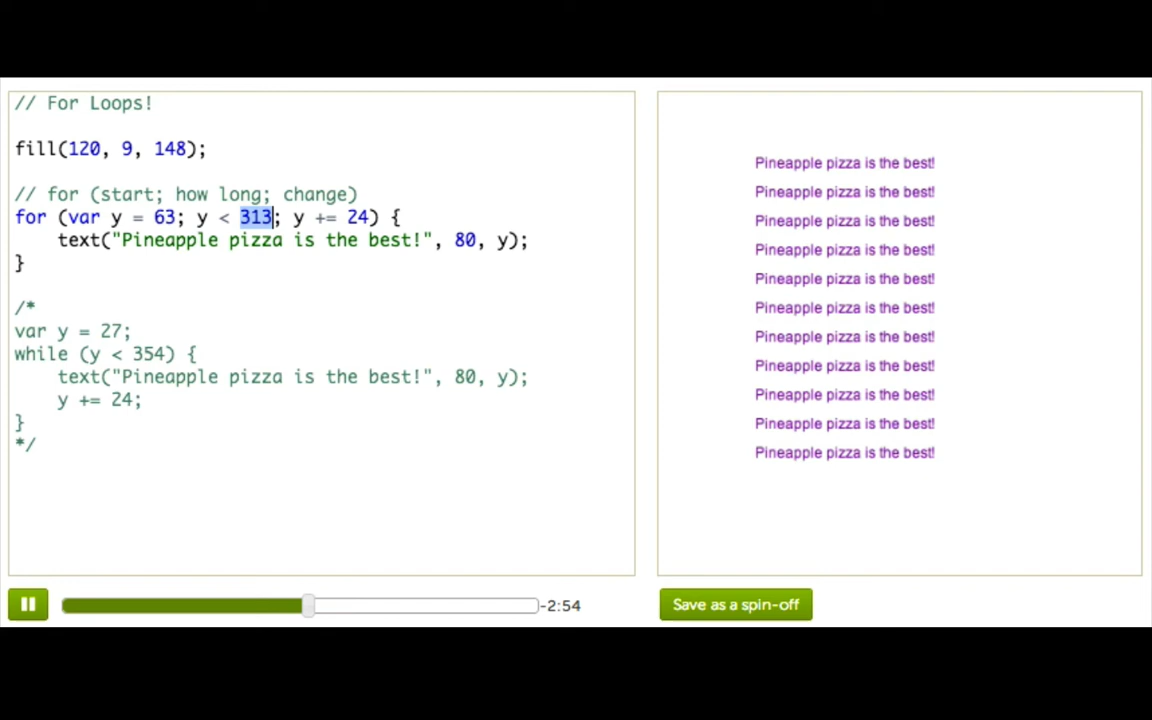 // For Loops!
fill(120, 9, 148);
// for (start; how long; change)
for (var y = 63; y < 313; y += 24) {
text("Pineapple pizza is the best!", 80, y);
}
/*
var y = 27;
while (y < 354) {
text("Pineapple pizza is the best!", 80, y);
y += 24;
}
*/
Pineapple pizza is the best!
Pineapple pizza is the best!
Pineapple pizza is the best!
Pineapple pizza is the best!
Pineapple pizza is the best!
Pineapple pizza is the best!
Pineapple pizza is the best!
Pineapple pizza is the best!
Pineapple pizza is the best!
Pineapple pizza is the best!
Pineapple pizza is the best!
-2:54
Save as a spin-off